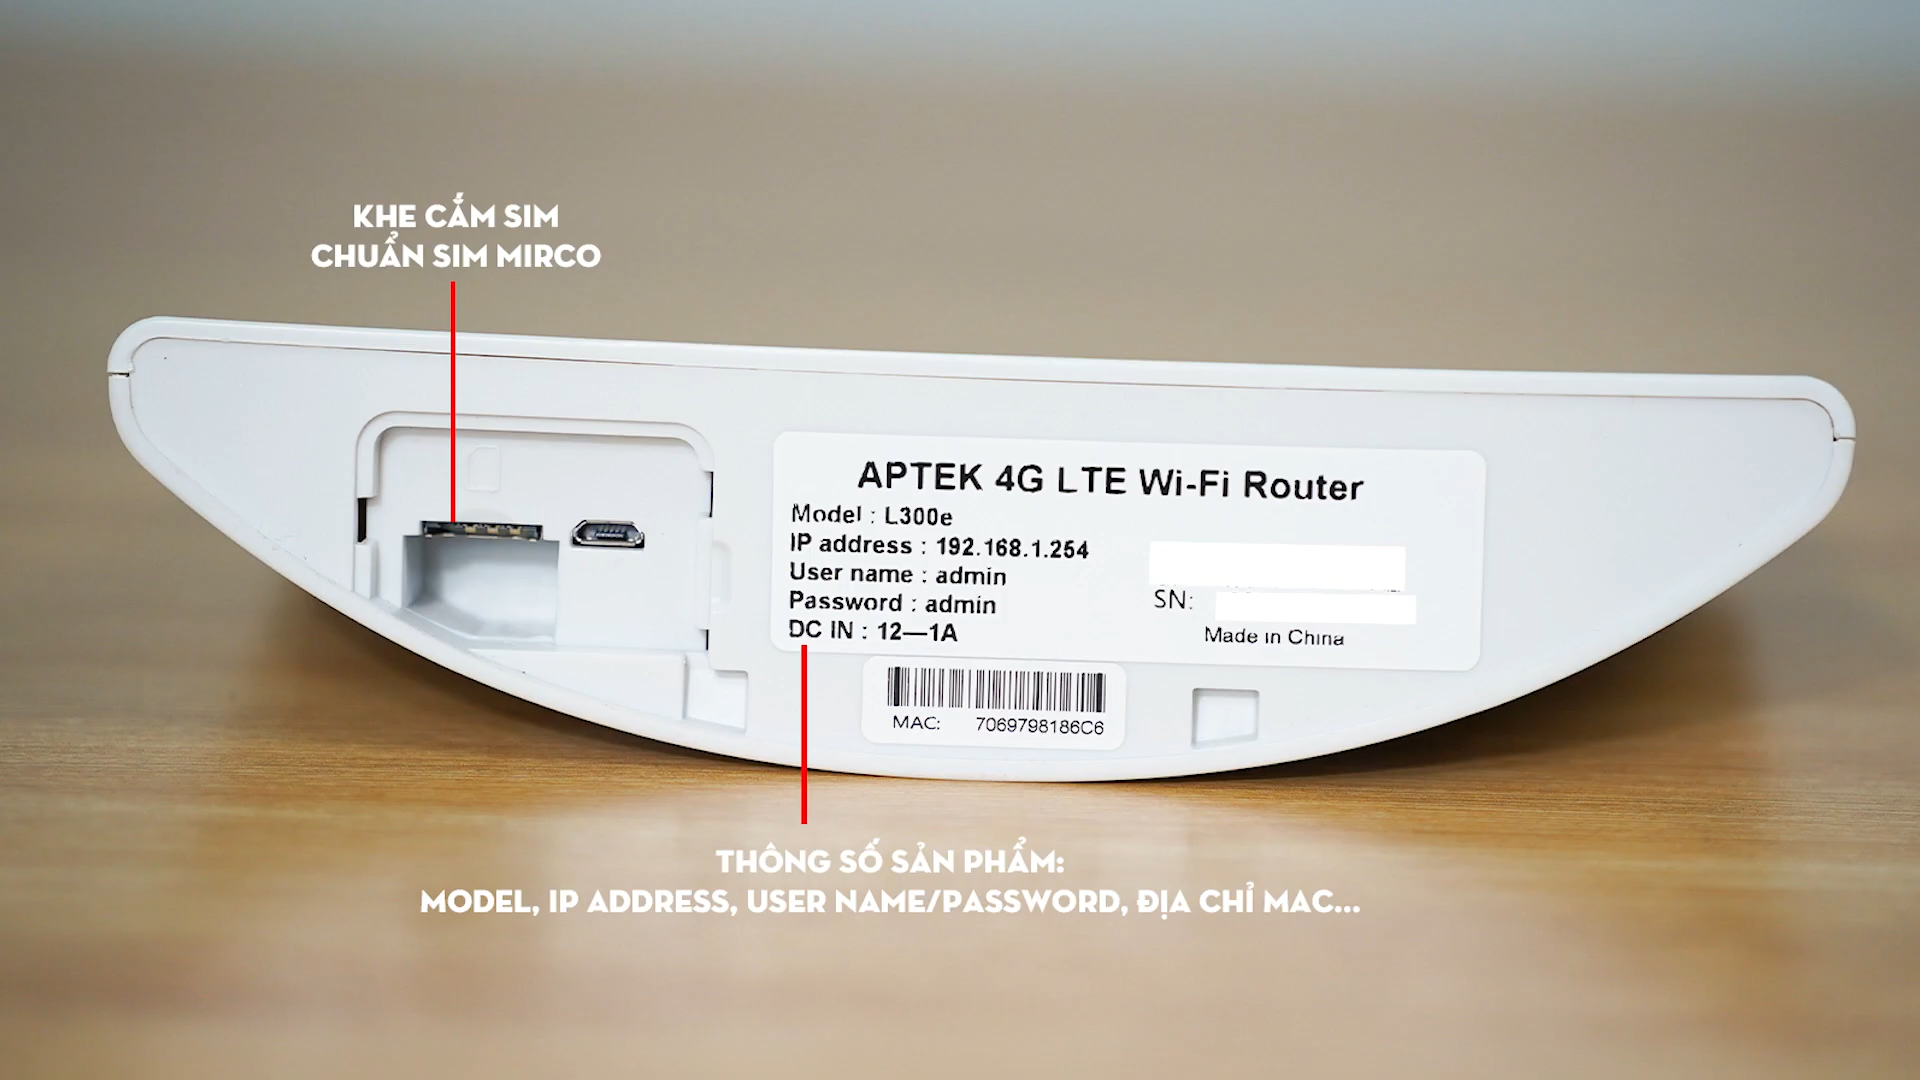 KHE CẮM SIM
CHUẨN SIM MIRCO
APTEK 4G LTE Wi-Fi Router
Model : L300e
IP address : 192.168.1.254
User name : admin
Password : admin
DC IN : 12—1A
SN:
Made in China
MAC: 7069798186C6
THÔNG SỐ SẢN PHẨM:
MODEL, IP ADDRESS, USER NAME/PASSWORD, ĐỊA CHỈ MAC...